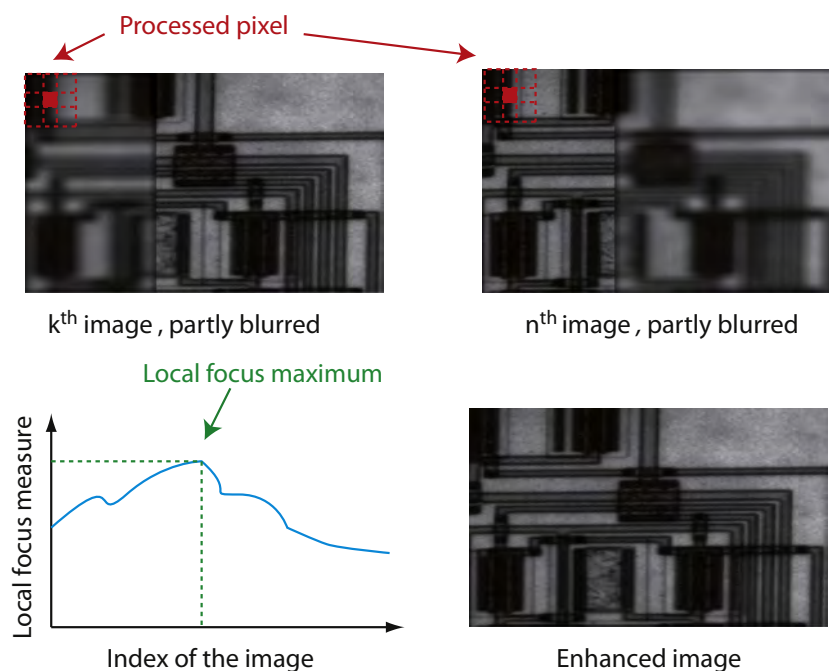 Processed pixel
kth image , partly blurred
nth image, partly blurred
Local focus maximum
Local focus measure
Index of the image
Enhanced image